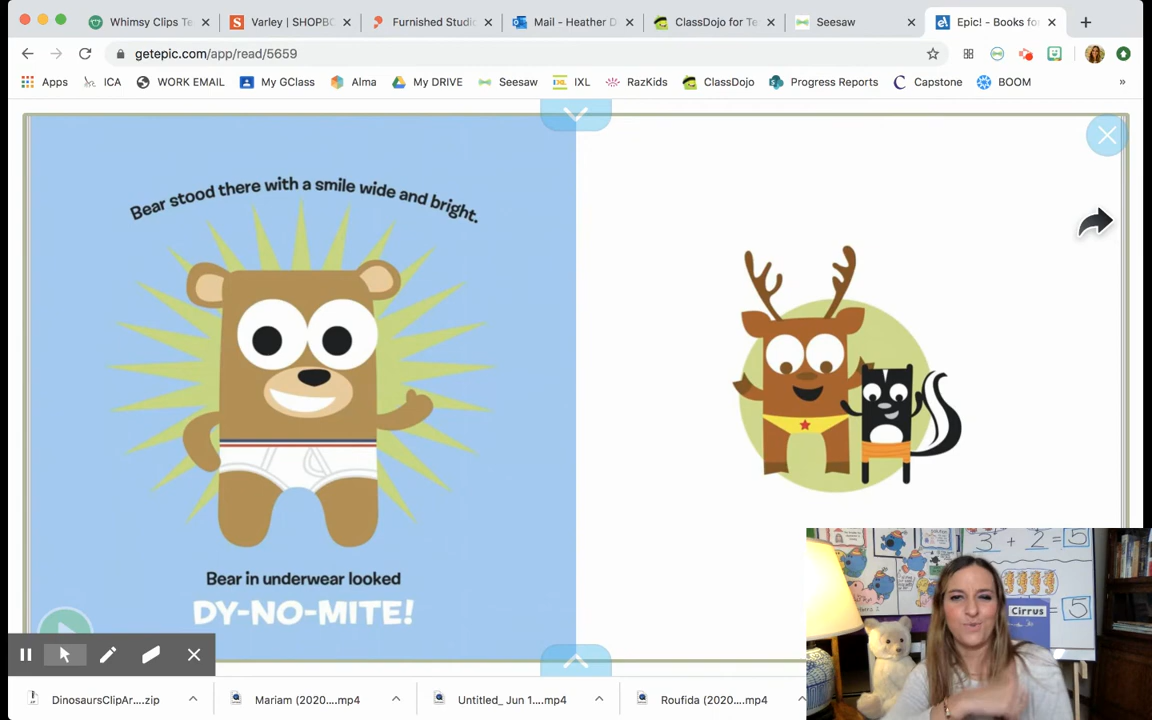 Whimsy Clips Te
Varley | SHOPBO
Furnished Studio
Mail - Heather D
ClassDojo for Te
Seesaw
Epic! - Books fo
getepic.com/app/read/5659
Apps
ICA
WORK EMAIL
My GClass
Alma
My DRIVE
Seesaw
IXL
RazKids
ClassDojo
Progress Reports
Capstone
BOOM
»
Bear stood there with a smile wide and bright.
Bear in underwear looked
DY-NO-MITE!
3 + 2 = 5
Cirrus
= 5
DinosaursClipAr....zip
Mariam (2020....mp4
Untitled_ Jun 1....mp4
Roufida (2020....mp4